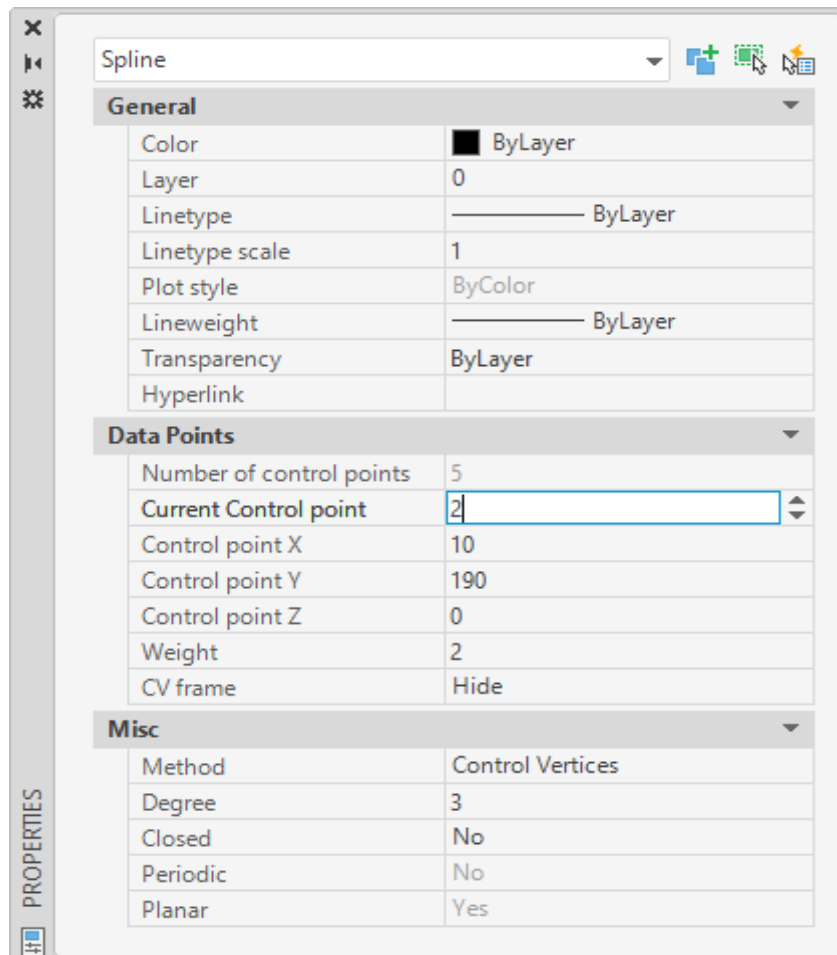 Spline
General
Color ByLayer
Layer 0
Linetype ByLayer
Linetype scale 1
Plot style ByColor
Lineweight ByLayer
Transparency ByLayer
Hyperlink
Data Points
Number of control points 5
Current Control point 2
Control point X 10
Control point Y 190
Control point Z 0
Weight 2
CV frame Hide
Misc
Method Control Vertices
Degree 3
Closed No
Periodic No
Planar Yes
PROPERTIES